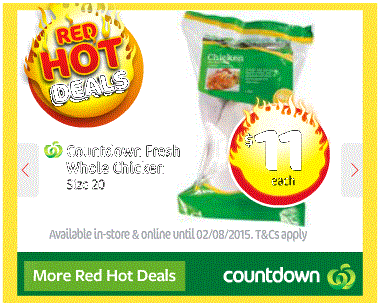 RED
HOT
DEALS
Chicken
Countdown Fresh
Whole Chicken
Size 20
$11
each
Available in-store & online until 02/08/2015. T&Cs apply
More Red Hot Deals
countdown